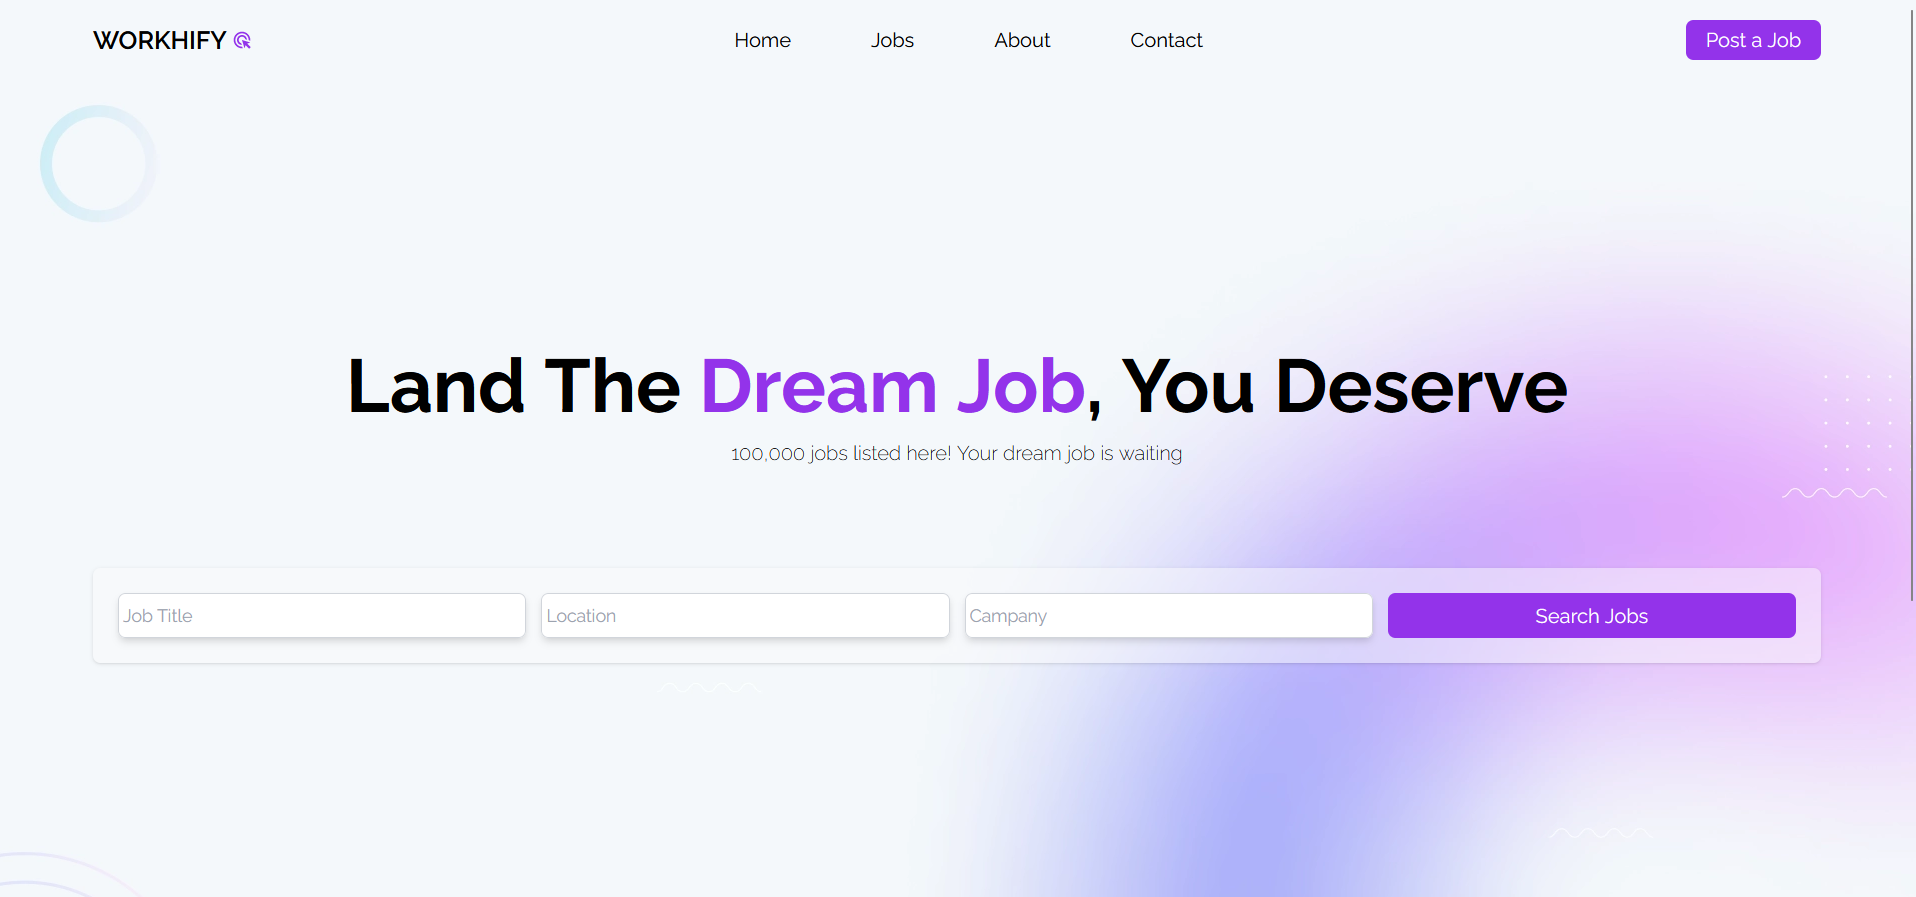 WORKHIFY
Home
Jobs
About
Contact
Post a Job
Land The Dream Job, You Deserve
100,000 jobs listed here! Your dream job is waiting
Job Title
Location
Campany
Search Jobs